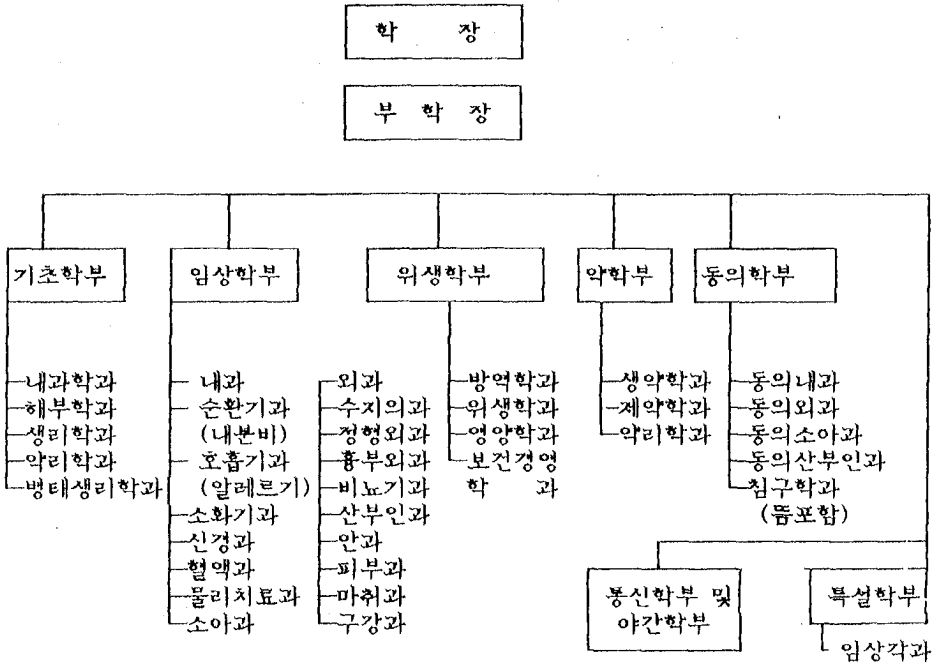 학 장
부 학 장
기초학부
내과학과
해부학과
생리학과
약리학과
병태생리학과
임상학부
내과
순환기과
(내분비)
호흡기과
(알레르기)
소화기과
신경과
혈액과
물리치료과
소아과
외과
수지의과
정형외과
흉부외과
비뇨기과
산부인과
안과
피부과
마취과
구강과
위생학부
방역학과
위생학과
영양학과
보건경영
학 과
약학부
생약학과
제약학과
약리학과
동의학부
동의내과
동의외과
동의소아과
동의산부인과
침구학과
(뜸포함)
통신학부 및
야간학부
특설학부
임상각과